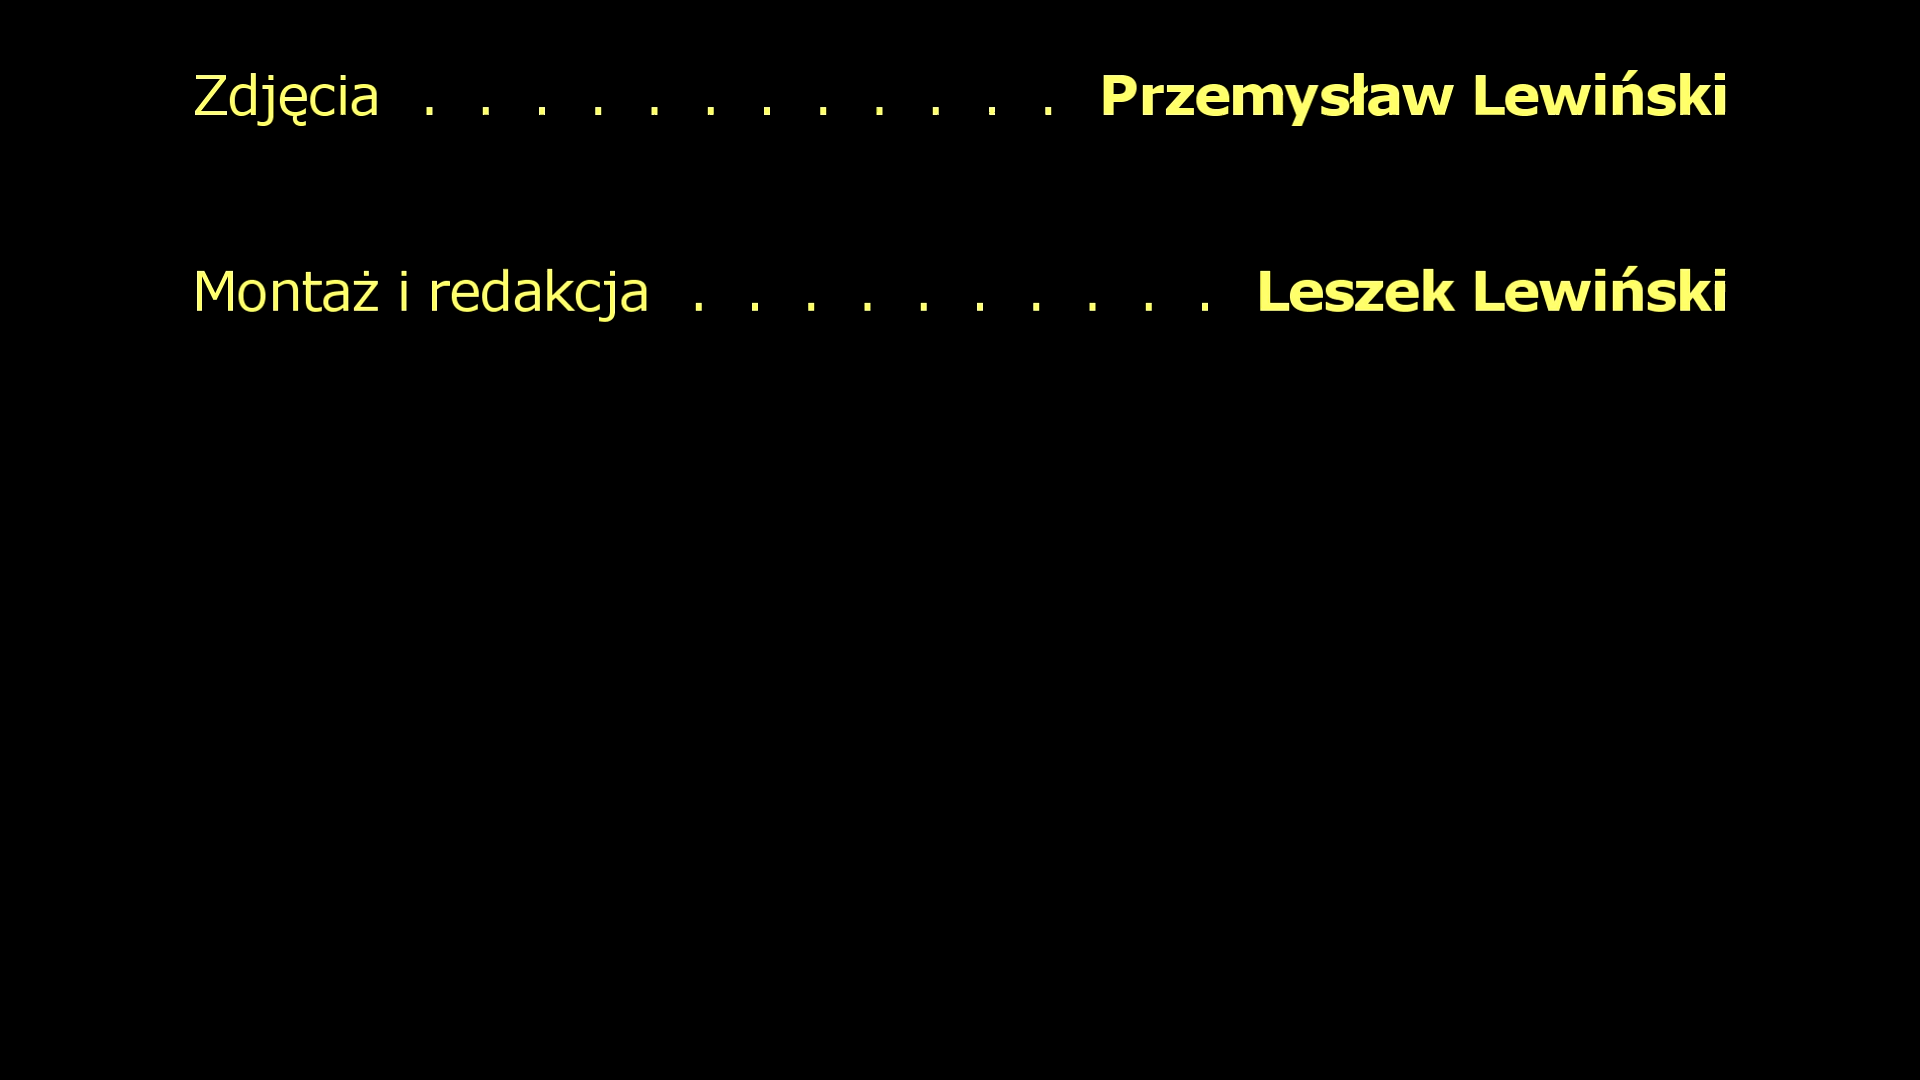 Zdjęcia . . . . . . . . . . . . Przemysław Lewiński
Montaż i redakcja . . . . . . . . . . Leszek Lewiński